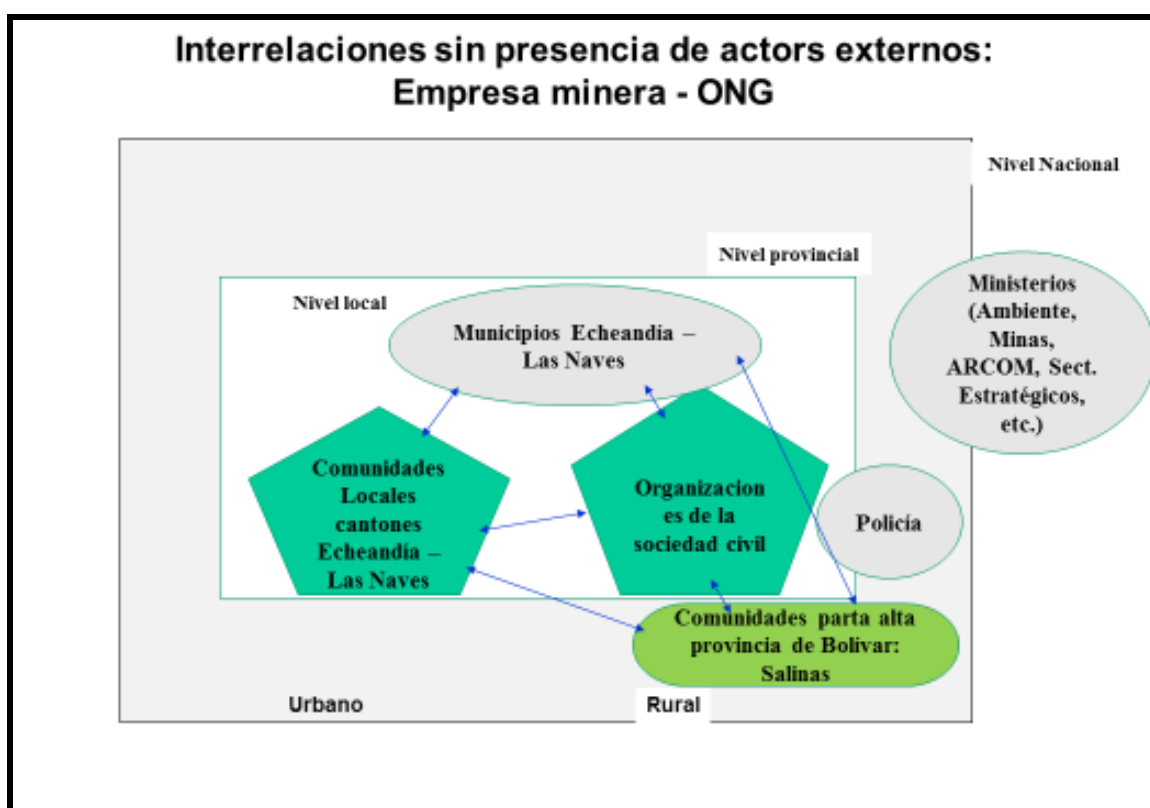 Interrelaciones sin presencia de actors externos:
Empresa minera - ONG
Nivel Nacional
Nivel provincial
Nivel local
Ministerios
(Ambiente,
Minas,
ARCOM, Sect.
Estratégicos,
etc.)
Municipios Echeandía –
Las Naves
Comunidades
Locales
cantones
Echeandía –
Las Naves
Organizacion
es de la
sociedad civil
Policía
Comunidades parta alta
provincia de Bolívar:
Salinas
Urbano
Rural